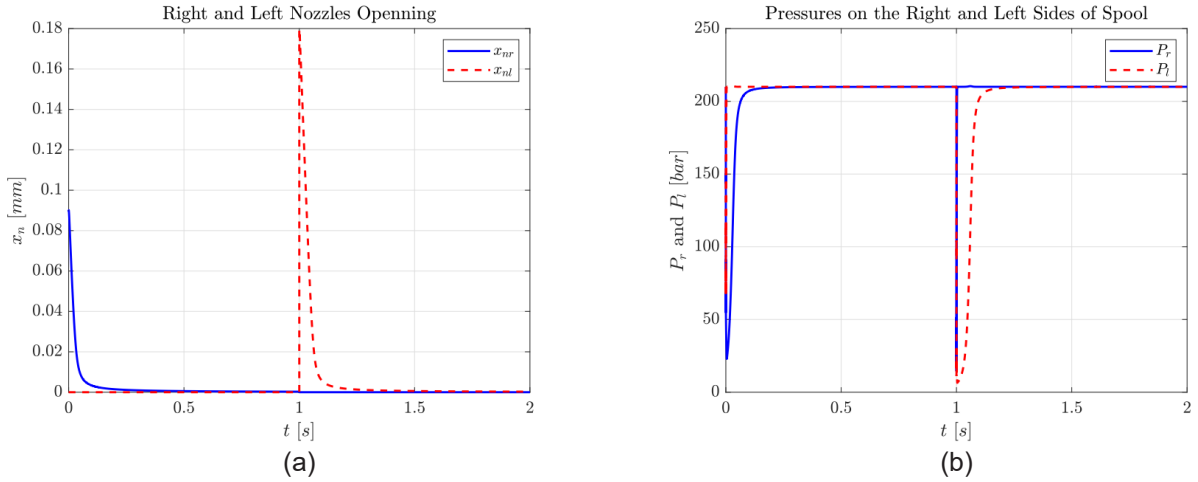 Right and Left Nozzles Openning
0.18
0.16
0.14
0.12
0.1
0.08
0.06
0.04
0.02
0
x_n [mm]
x_nr
x_nl
0
0.5
1
1.5
2
t [s]
(a)
Pressures on the Right and Left Sides of Spool
250
200
150
100
50
0
P_r and P_l [bar]
P_r
P_l
0
0.5
1
1.5
2
t [s]
(b)